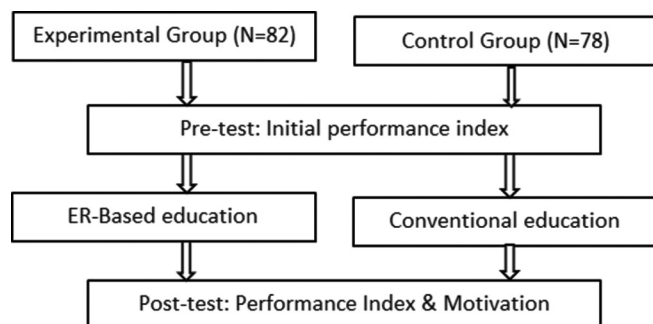 Experimental Group (N=82)
Control Group (N=78)
Pre-test: Initial performance index
ER-Based education
Conventional education
Post-test: Performance Index & Motivation